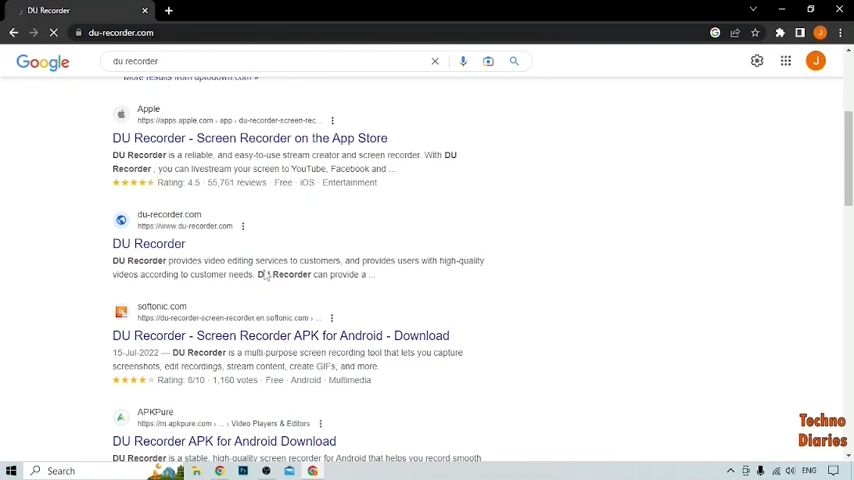 DU Recorder
du-recorder.com
Google
du recorder
J
J
More results from uptodown.com »
Apple
https://apps.apple.com › app › du-recorder-screen-rec...
DU Recorder - Screen Recorder on the App Store
DU Recorder is a reliable, and easy-to-use stream creator and screen recorder. With DU
Recorder , you can livestream your screen to YouTube, Facebook and ...
Rating: 4.5 · 55,761 reviews · Free · iOS · Entertainment
du-recorder.com
https://www.du-recorder.com
DU Recorder
DU Recorder provides video editing services to customers, and provides users with high-quality
videos according to customer needs. DU Recorder can provide a ...
softonic.com
https://du-recorder-screen-recorder.en.softonic.com › ...
DU Recorder - Screen Recorder APK for Android - Download
15-Jul-2022 — DU Recorder is a multi-purpose screen recording tool that lets you capture
screenshots, edit recordings, stream content, create GIFs, and more.
Rating: 8/10 · 1,160 votes · Free · Android · Multimedia
APKPure
https://m.apkpure.com › ... › Video Players & Editors
DU Recorder APK for Android Download
DU Recorder is a stable, high-quality screen recorder for Android that helps you record smooth
Techno
Diaries
Search
ENG